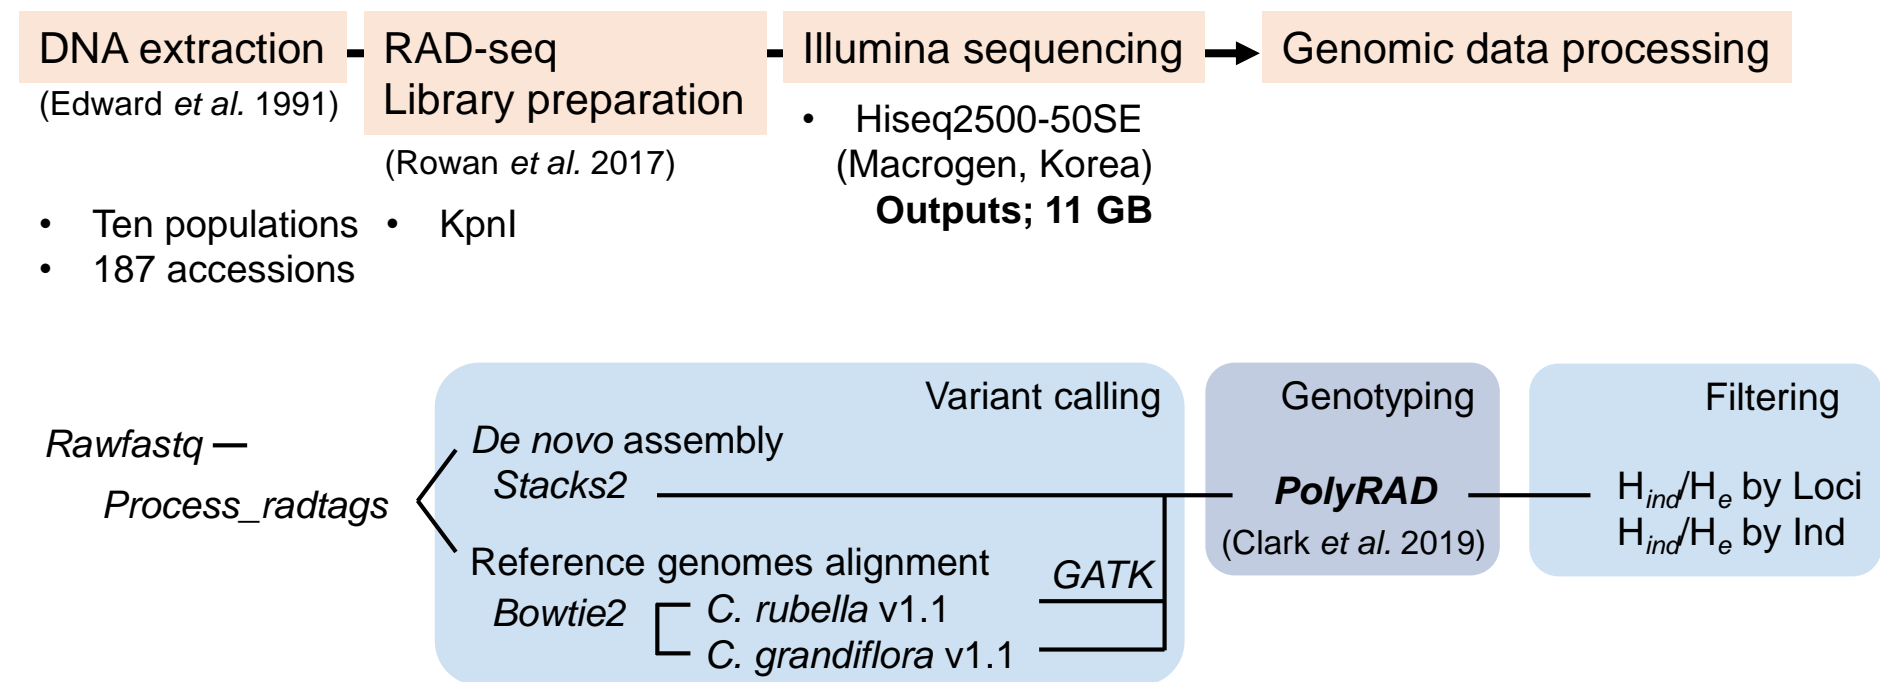 DNA extraction
(Edward et al. 1991)
• Ten populations
• 187 accessions
RAD-seq
Library preparation
(Rowan et al. 2017)
• KpnI
Illumina sequencing
• Hiseq2500-50SE
(Macrogen, Korea)
Outputs; 11 GB
Genomic data processing
Rawfastq
Process_radtags
Variant calling
De novo assembly
Stacks2
Reference genomes alignment
GATK
Bowtie2
C. rubella v1.1
C. grandiflora v1.1
Genotyping
PolyRAD
(Clark et al. 2019)
Filtering
Hind/He by Loci
Hind/He by Ind